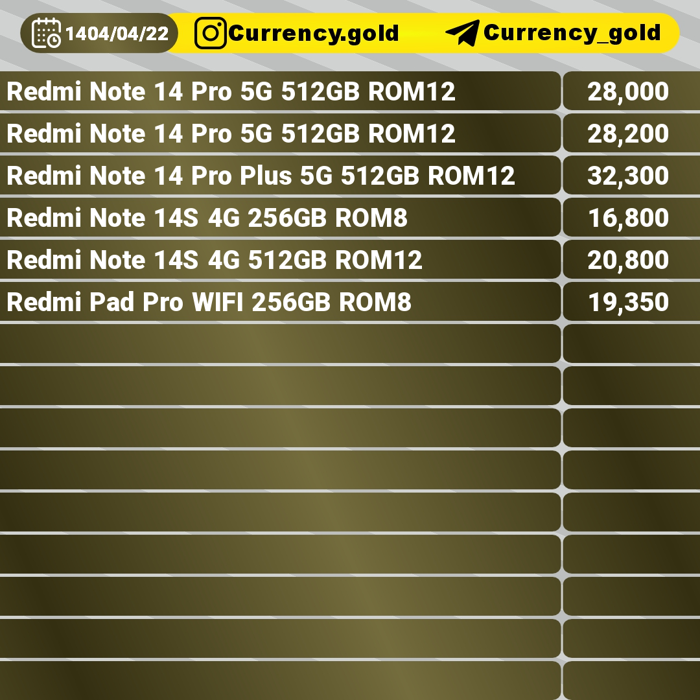 1404/04/22 Currency.gold Currency_gold
Redmi Note 14 Pro 5G 512GB ROM12 28,000
Redmi Note 14 Pro 5G 512GB ROM12 28,200
Redmi Note 14 Pro Plus 5G 512GB ROM12 32,300
Redmi Note 14S 4G 256GB ROM8 16,800
Redmi Note 14S 4G 512GB ROM12 20,800
Redmi Pad Pro WIFI 256GB ROM8 19,350